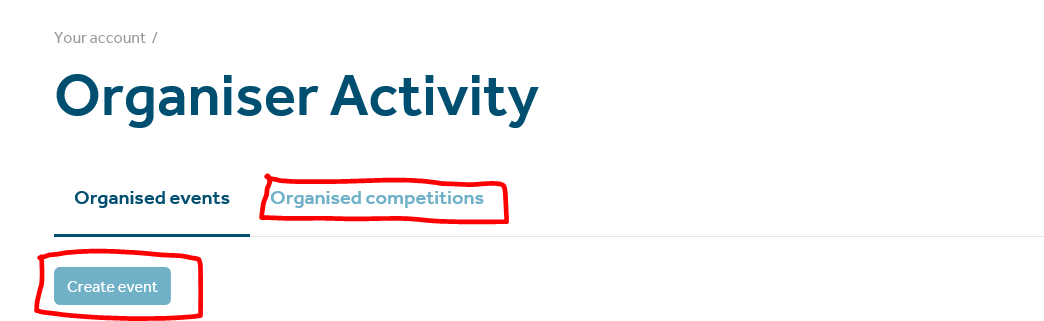 Your account /
Organiser Activity
Organised events
Organised competitions
Create event